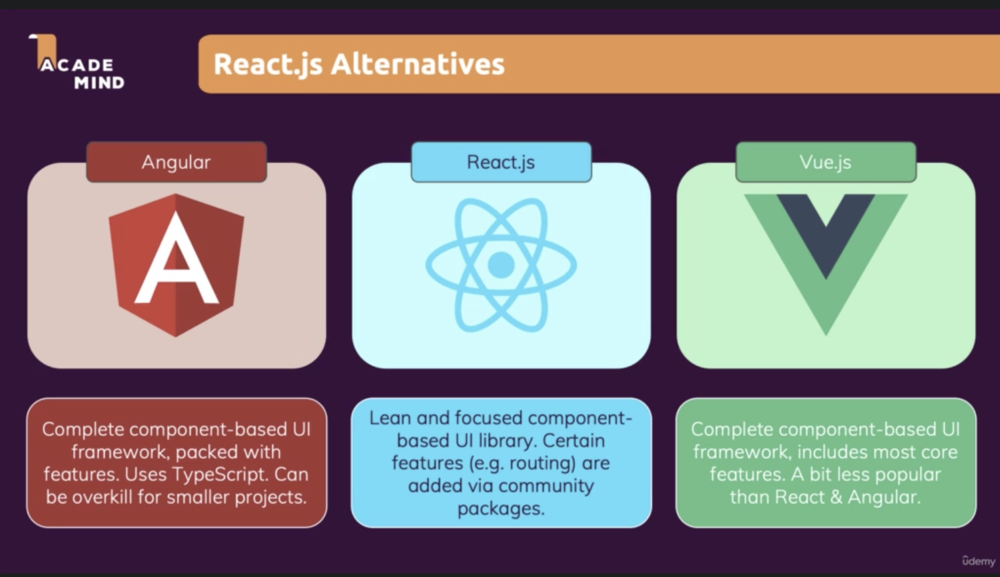 ACADE
MIND
React.js Alternatives
Angular
React.js
Vue.js
Complete component-based UI
framework, packed with
features. Uses TypeScript. Can
be overkill for smaller projects.
Lean and focused component-
based UI library. Certain
features (e.g. routing) are
added via community
packages.
Complete component-based UI
framework, includes most core
features. A bit less popular
than React & Angular.
ûdemy